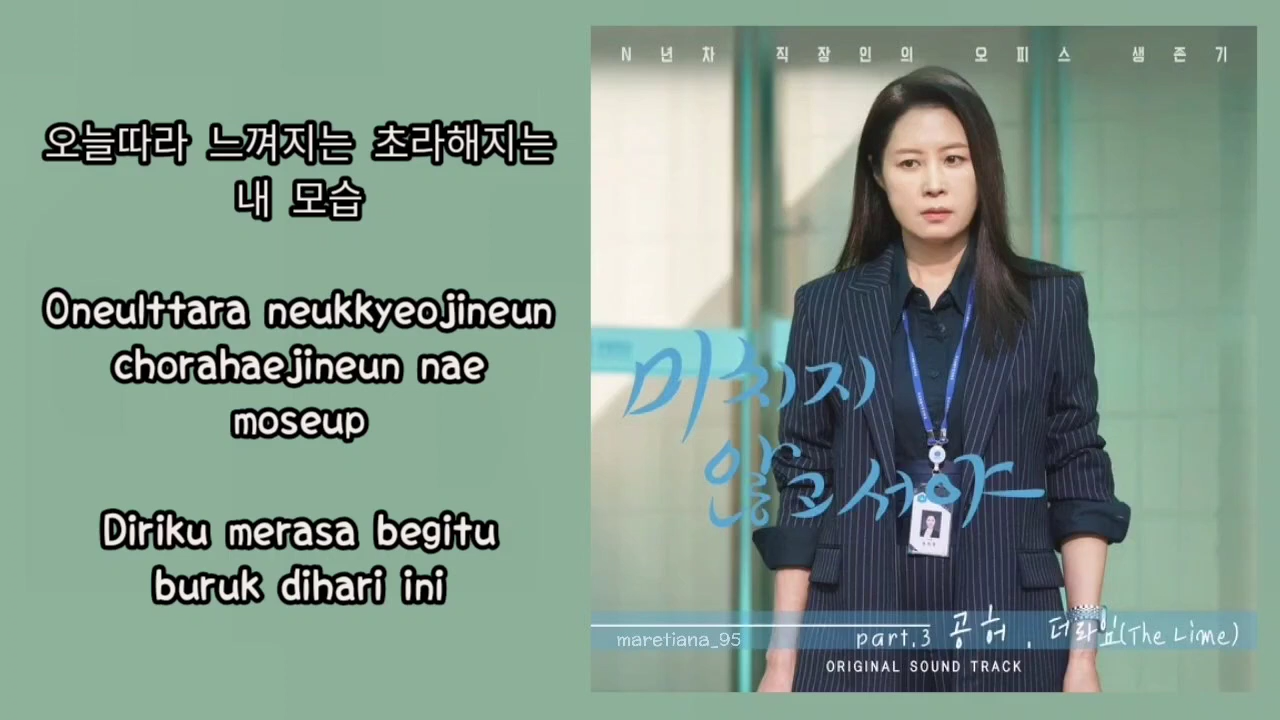 오늘따라 느껴지는 초라해지는
내 모습
Oneulttara neukkyeojineun
chorahaejineun nae
moseup
Diriku merasa begitu
buruk dihari ini
N년차 직장인의 오피스 생존기
미치지
않고서야
maretiana_95
part.3 공허 . 더라임(The Lime)
ORIGINAL SOUND TRACK